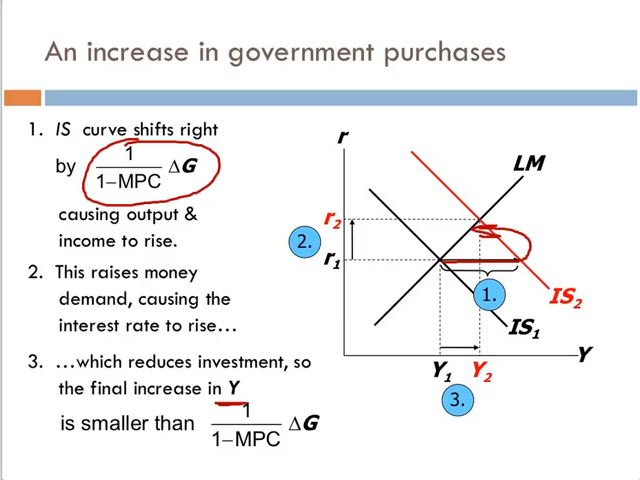 An increase in government purchases
1. IS curve shifts right
by 1/1–MPC ΔG
causing output &
income to rise.
2. This raises money
demand, causing the
interest rate to rise…
3. …which reduces investment, so
the final increase in Y
is smaller than 1/1–MPC ΔG
r
LM
r2
2.
r1
1.
IS2
IS1
Y
Y1 Y2
3.